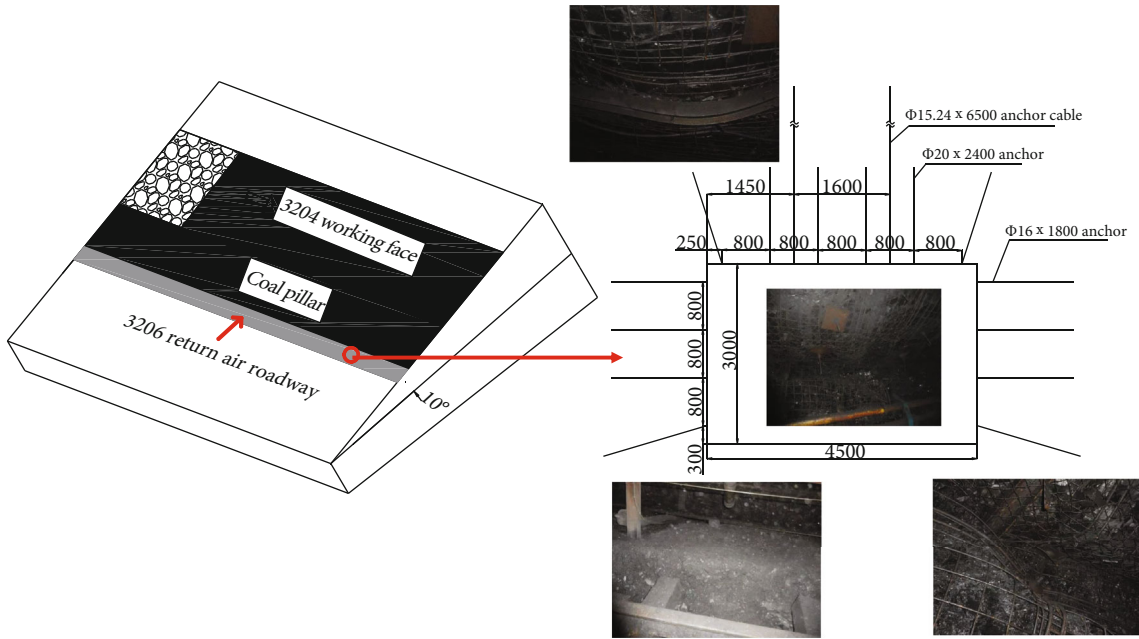 3204 working face
Coal pillar
3206 return air roadway
10°
Φ15.24 x 6500 anchor cable
Φ20 x 2400 anchor
Φ16 x 1800 anchor
1450
1600
250
800
800
800
800
800
800
800
800
300
3000
4500